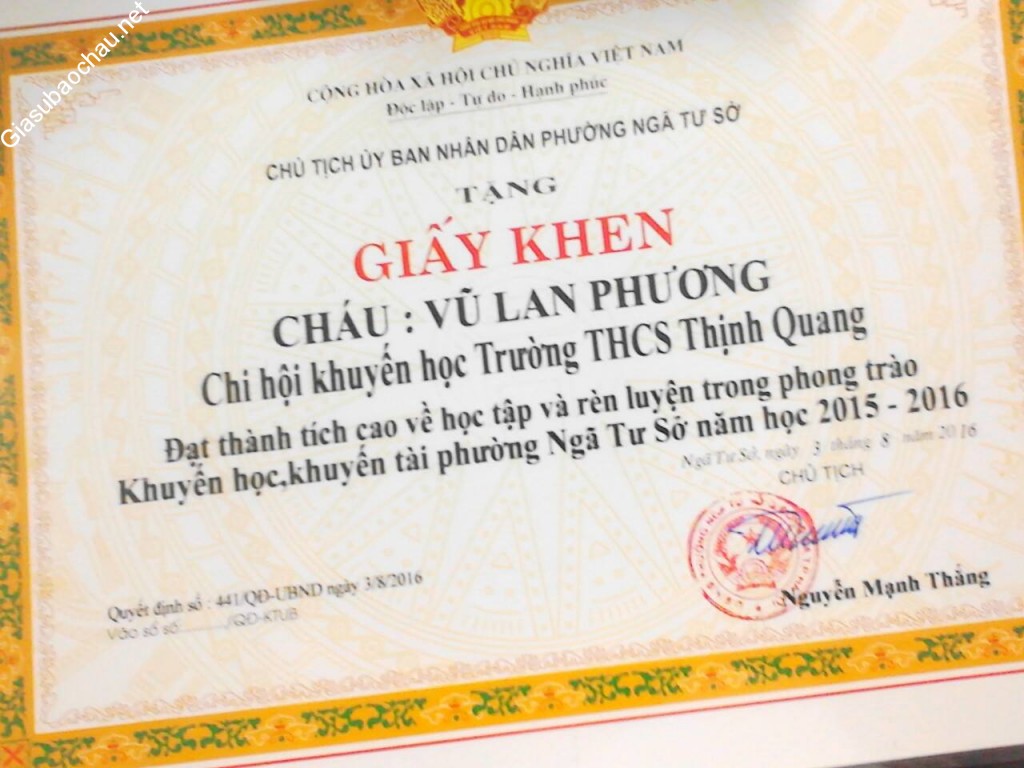 Giasubaochau.net
CỘNG HÒA XÃ HỘI CHỦ NGHĨA VIỆT NAM
Độc lập - Tự do - Hạnh phúc
CHỦ TỊCH ỦY BAN NHÂN DÂN PHƯỜNG NGÃ TƯ SỞ
TẶNG
GIẤY KHEN
CHÁU : VŨ LAN PHƯƠNG
Chi hội khuyến học Trường THCS Thịnh Quang
Đạt thành tích cao về học tập và rèn luyện trong phong trào
Khuyến học,khuyến tài phường Ngã Tư Sở năm học 2015 - 2016
Ngã Tư Sở, ngày 3 tháng 8 năm 2016
CHỦ TỊCH
Nguyễn Mạnh Thắng
Quyết định số : 441/QĐ-UBND ngày 3/8/2016
Vào sổ số:........../QĐ-KTUB